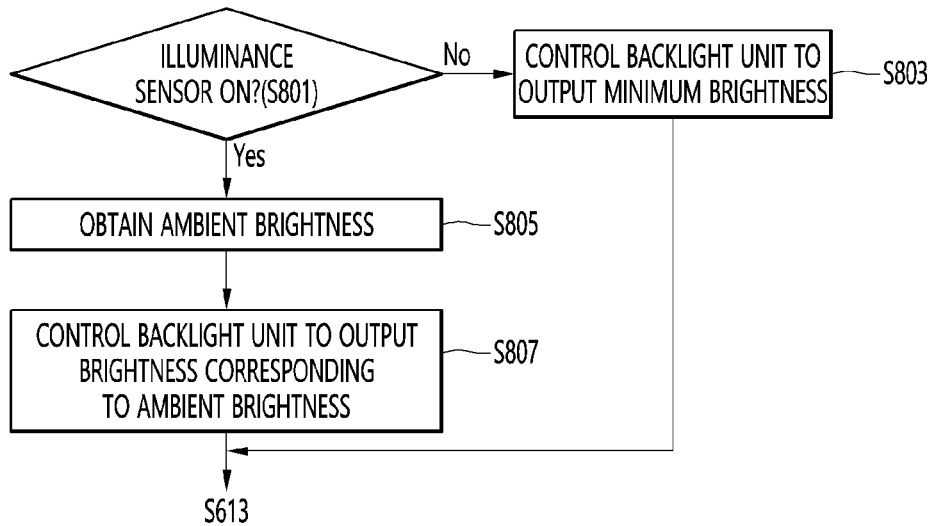 ILLUMINANCE
SENSOR ON?(S801)
No
CONTROL BACKLIGHT UNIT TO
OUTPUT MINIMUM BRIGHTNESS
S803
Yes
OBTAIN AMBIENT BRIGHTNESS
S805
CONTROL BACKLIGHT UNIT TO OUTPUT
BRIGHTNESS CORRESPONDING
TO AMBIENT BRIGHTNESS
S807
S613